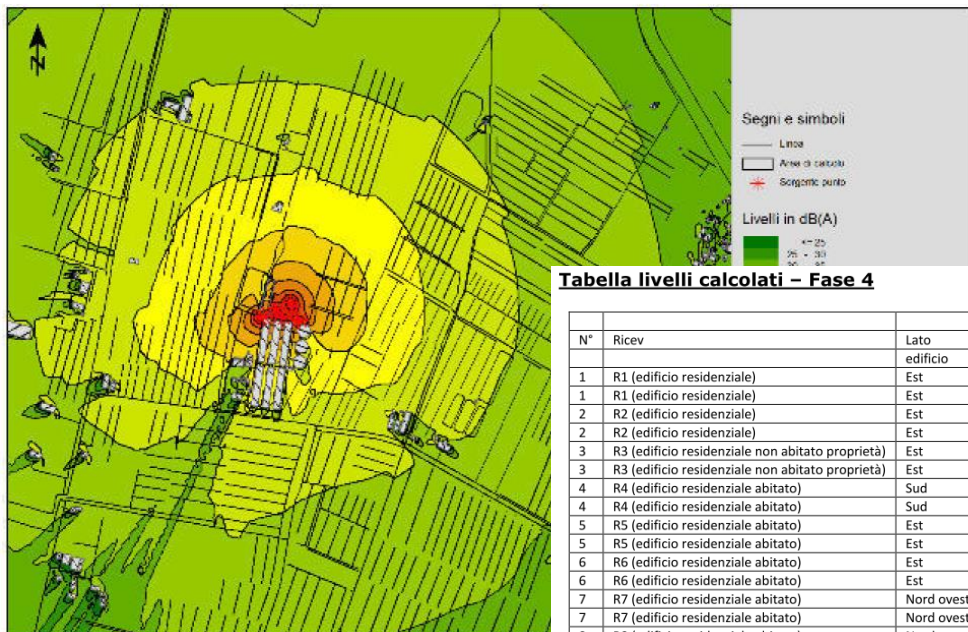 N
Segni e simboli
Linea
Area di calcolo
Sorgente punto
Livelli in dB(A)
<= 25
25 - 30
Tabella livelli calcolati – Fase 4
N° Ricev Lato
edificio
1 R1 (edificio residenziale) Est
1 R1 (edificio residenziale) Est
2 R2 (edificio residenziale) Est
2 R2 (edificio residenziale) Est
3 R3 (edificio residenziale non abitato proprietà) Est
3 R3 (edificio residenziale non abitato proprietà) Est
4 R4 (edificio residenziale abitato) Sud
4 R4 (edificio residenziale abitato) Sud
5 R5 (edificio residenziale abitato) Est
5 R5 (edificio residenziale abitato) Est
6 R6 (edificio residenziale abitato) Est
6 R6 (edificio residenziale abitato) Est
7 R7 (edificio residenziale abitato) Nord ovest
7 R7 (edificio residenziale abitato) Nord ovest